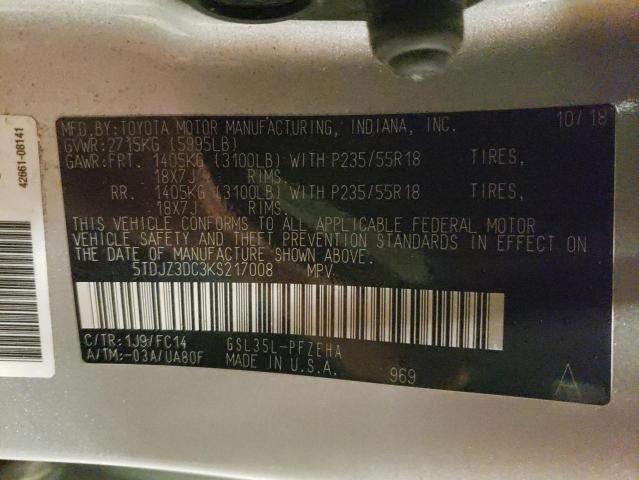 MFD.BY:TOYOTA MOTOR MANUFACTURING, INDIANA, INC. 10/18
GVWR:2715KG (5995LB)
GAWR:FRT. 1405KG (3100LB) WITH P235/55R18 TIRES,
18X7J RIMS,
RR. 1405KG (3100LB) WITH P235/55R18 TIRES,
18X7J RIMS.
THIS VEHICLE CONFORMS TO ALL APPLICABLE FEDERAL MOTOR
VEHICLE SAFETY AND THEFT PREVENTION STANDARDS IN EFFECT ON
THE DATE OF MANUFACTURE SHOWN ABOVE.
5TDJZ3DC3KS217008 MPV.
C/TR:1J9/FC14 GSL35L-PFZEHA
A/TM:-03A/UA80F MADE IN U.S.A. 969 A
42661-08141